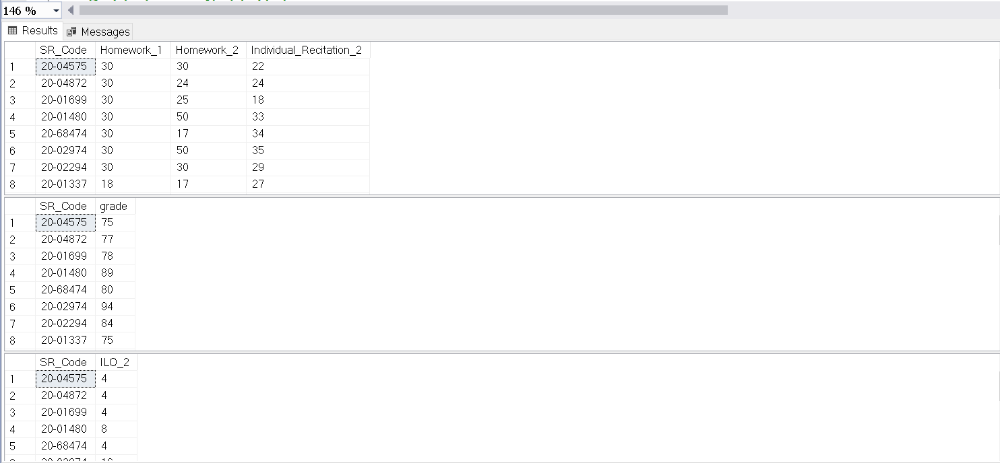 146 %
Results Messages
SR_Code Homework_1 Homework_2 Individual_Recitation_2
1 20-04575 30 30 22
2 20-04872 30 24 24
3 20-01699 30 25 18
4 20-01480 30 50 33
5 20-68474 30 17 34
6 20-02974 30 50 35
7 20-02294 30 30 29
8 20-01337 18 17 27
SR_Code grade
1 20-04575 75
2 20-04872 77
3 20-01699 78
4 20-01480 89
5 20-68474 80
6 20-02974 94
7 20-02294 84
8 20-01337 75
SR_Code ILO_2
1 20-04575 4
2 20-04872 4
3 20-01699 4
4 20-01480 8
5 20-68474 4